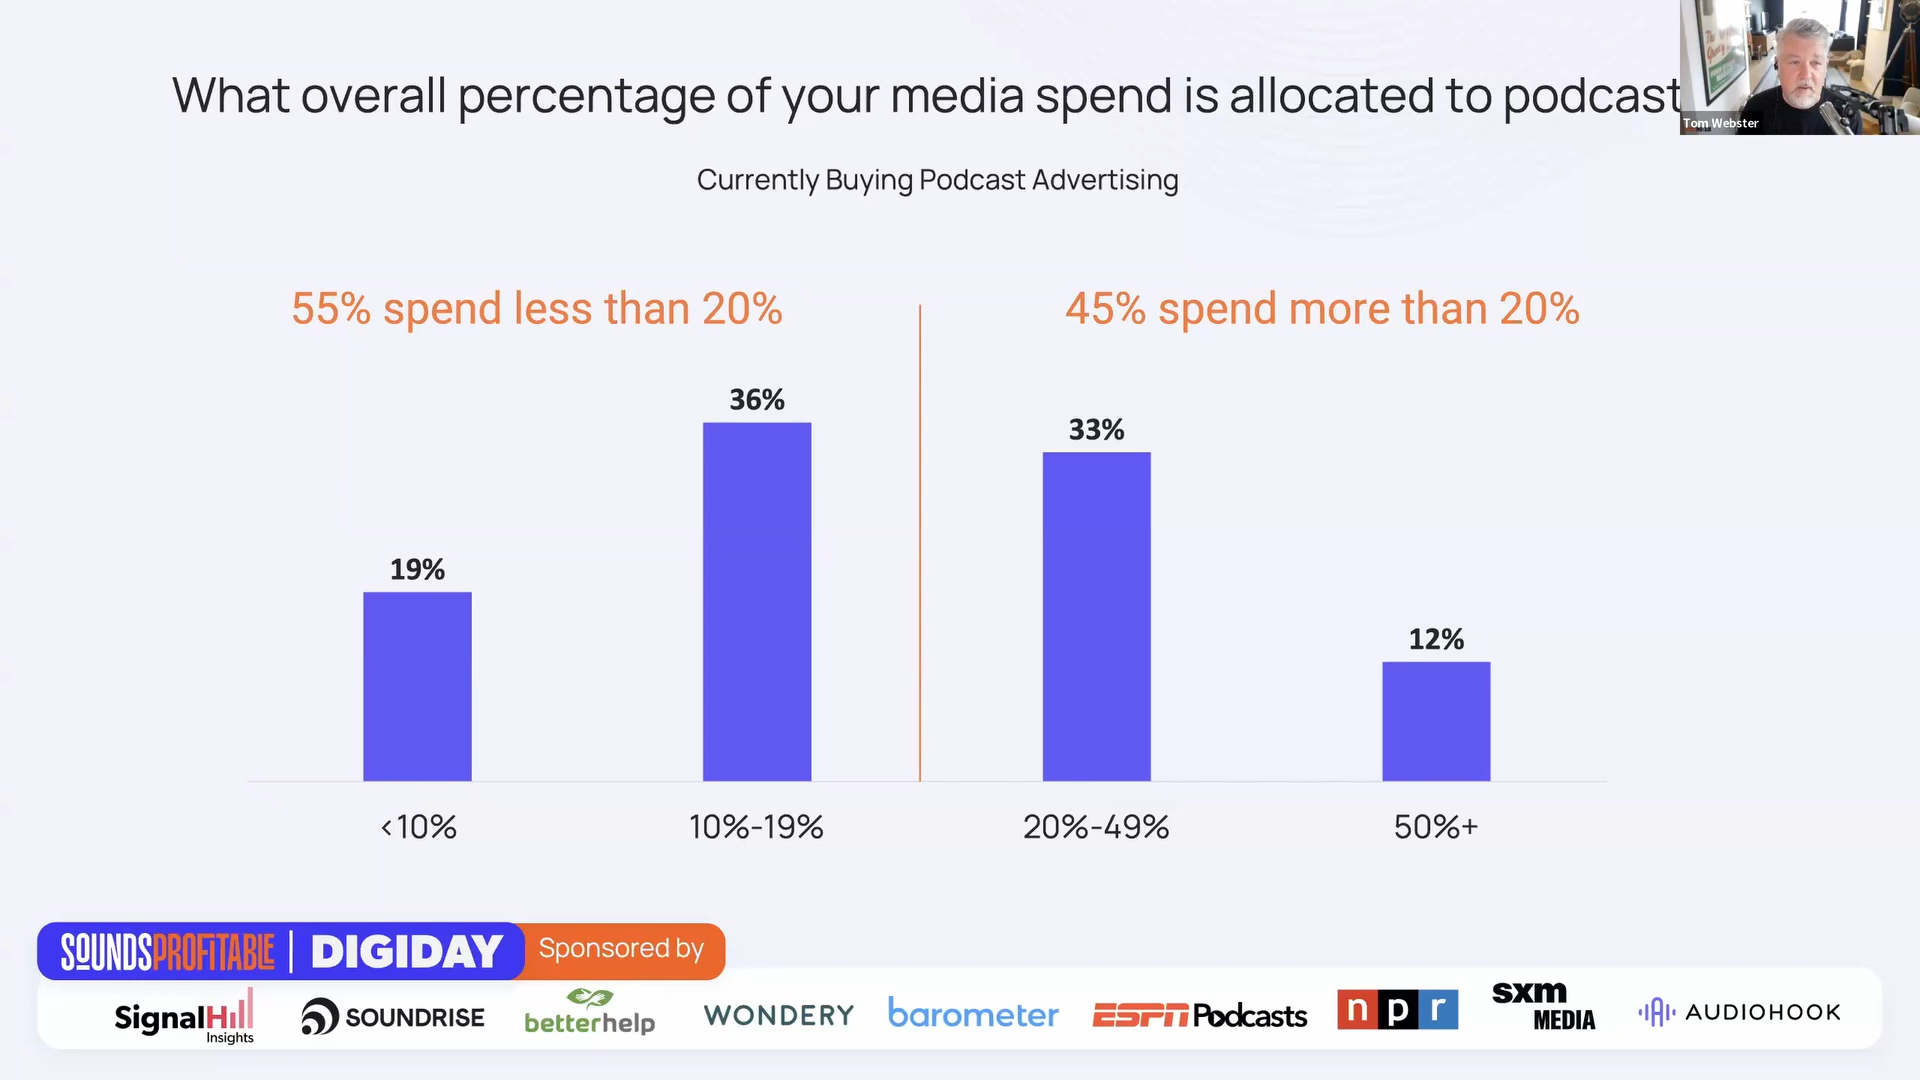 What overall percentage of your media spend is allocated to podcast
Tom Webster
Currently Buying Podcast Advertising
55% spend less than 20%
45% spend more than 20%
36%
33%
19%
12%
<10%
10%-19%
20%-49%
50%+
SOUNDSPROFITABLE | DIGIDAY
Sponsored by
SignalHill
Insights
SOUNDRISE
betterhelp
WONDERY
barometer
ESPN Podcasts
npr
sxm
MEDIA
AUDIOHOOK